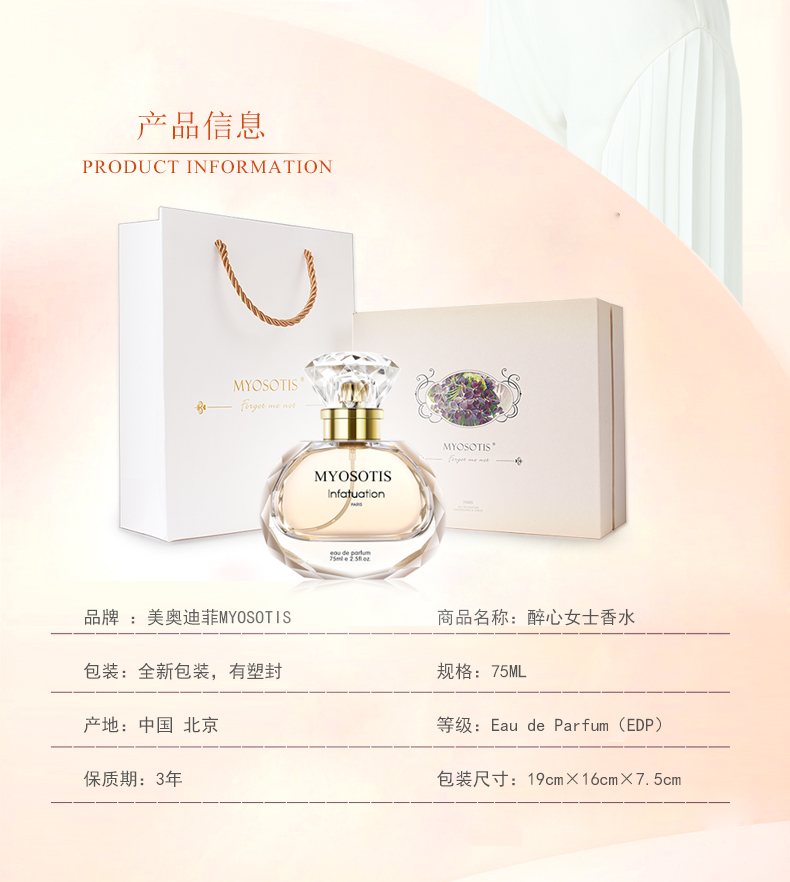 产品信息
PRODUCT INFORMATION
MYOSOTIS®
Forget me not
MYOSOTIS®
Forget me not
PARIS
MYOSOTIS
Infatuation
PARIS
eau de parfum
75ml e 2.5fl.oz.
品牌 ：美奥迪菲MYOSOTIS
商品名称：醉心女士香水
包装：全新包装，有塑封
规格：75ML
产地：中国 北京
等级：Eau de Parfum（EDP）
保质期：3年
包装尺寸：19cm×16cm×7.5cm